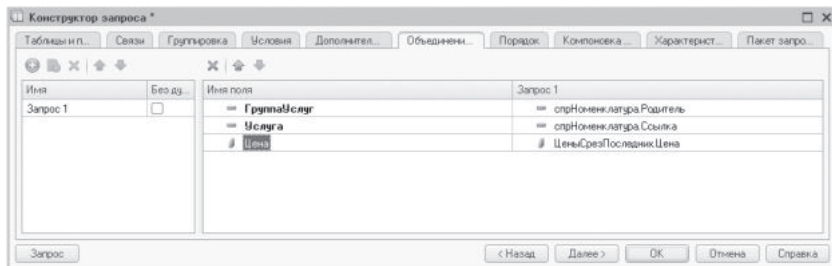 Конструктор запроса *
Таблицы и п... Связи Группировка Условия Дополнител... Объединени... Порядок Компоновка ... Характерист... Пакет запро...
Имя Без ду... Имя поля Запрос 1
Запрос 1 ГруппаУслуг спрНоменклатура.Родитель
Услуга спрНоменклатура.Ссылка
Цена ЦеныСрезПоследних.Цена
Запрос < Назад Далее > OK Отмена Справка